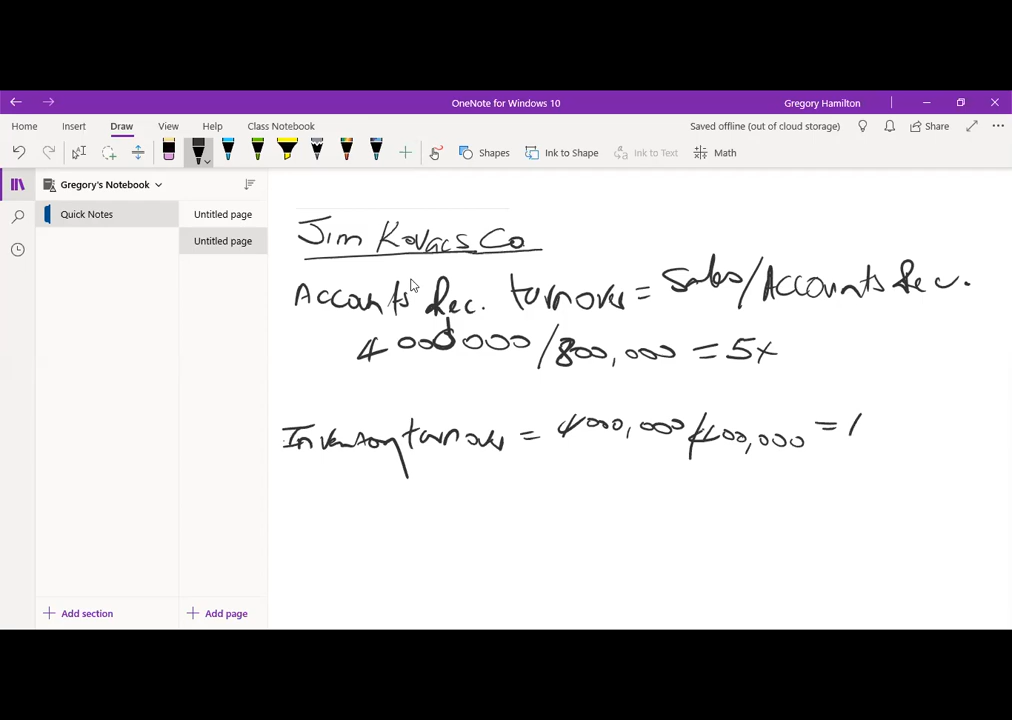 OneNote for Windows 10
Gregory Hamilton
Home Insert Draw View Help Class Notebook
Saved offline (out of cloud storage) Share
Shapes Ink to Shape Ink to Text Math
Gregory's Notebook
Quick Notes
Untitled page
Untitled page
Jim Kovacs Co
Accounts Rec. turnover = Sales/Accounts Rec.
4000000/800,000 = 5x
Inventory turnover = 4000,000/400,000 = 1
Add section
Add page